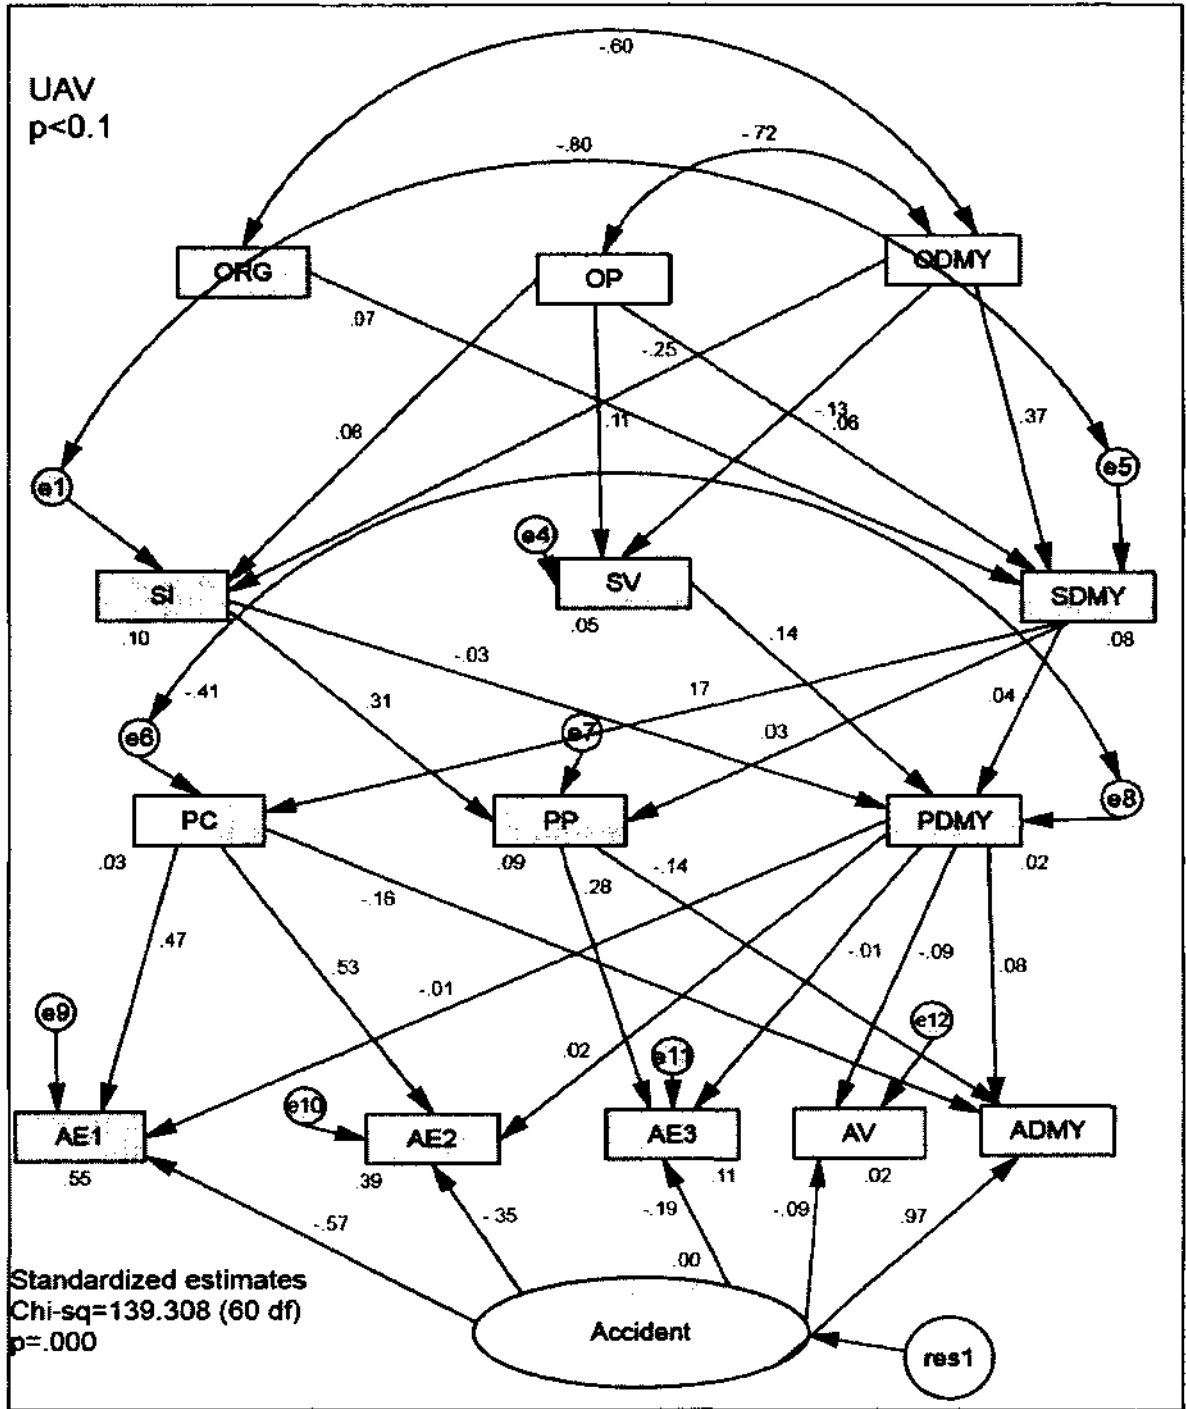 -.60
UAV
p<0.1
-.72
-.80
ORG
OP
ODMY
.07
-.25
-.13
.06
.11
.37
.08
e1
e5
e4
SI
SV
SDMY
.10
.05
.08
.14
-.03
-.41
.31
17
.04
.03
e6
e7
e8
PC
PP
PDMY
.03
.09
.02
-.14
.28
-.16
.47
.53
-.01
-.09
.08
-.01
e9
e12
.02
e11
e10
AE1
AE2
AE3
AV
ADMY
.55
.39
.11
.02
-.57
-.35
-.19
-.09
.97
.00
Standardized estimates
Chi-sq=139.308 (60 df)
p=.000
Accident
res1